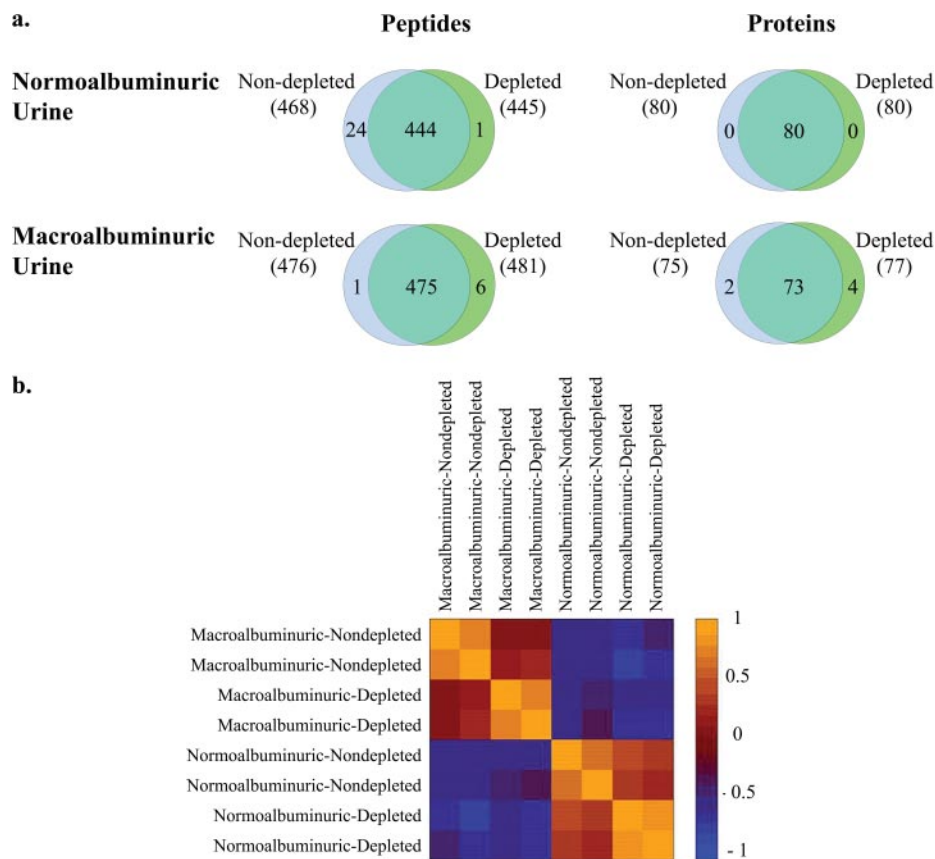 a.
Peptides
Proteins
Normoalbuminuric
Urine
Non-depleted
(468)
Depleted
(445)
24
444
1
Non-depleted
(80)
Depleted
(80)
0
80
0
Macroalbuminuric
Urine
Non-depleted
(476)
Depleted
(481)
1
475
6
Non-depleted
(75)
Depleted
(77)
2
73
4
b.
Macroalbuminuric-Nondepleted
Macroalbuminuric-Nondepleted
Macroalbuminuric-Depleted
Macroalbuminuric-Depleted
Normoalbuminuric-Nondepleted
Normoalbuminuric-Nondepleted
Normoalbuminuric-Depleted
Normoalbuminuric-Depleted
Macroalbuminuric-Nondepleted
Macroalbuminuric-Nondepleted
Macroalbuminuric-Depleted
Macroalbuminuric-Depleted
Normoalbuminuric-Nondepleted
Normoalbuminuric-Nondepleted
Normoalbuminuric-Depleted
Normoalbuminuric-Depleted
1
0.5
0
- 0.5
- 1